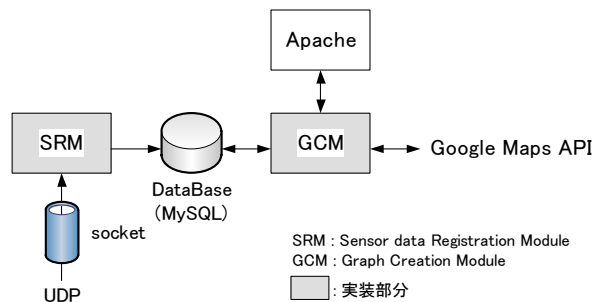 Apache
SRM
GCM
Google Maps API
DataBase
(MySQL)
socket
UDP
SRM : Sensor data Registration Module
GCM : Graph Creation Module
: 実装部分